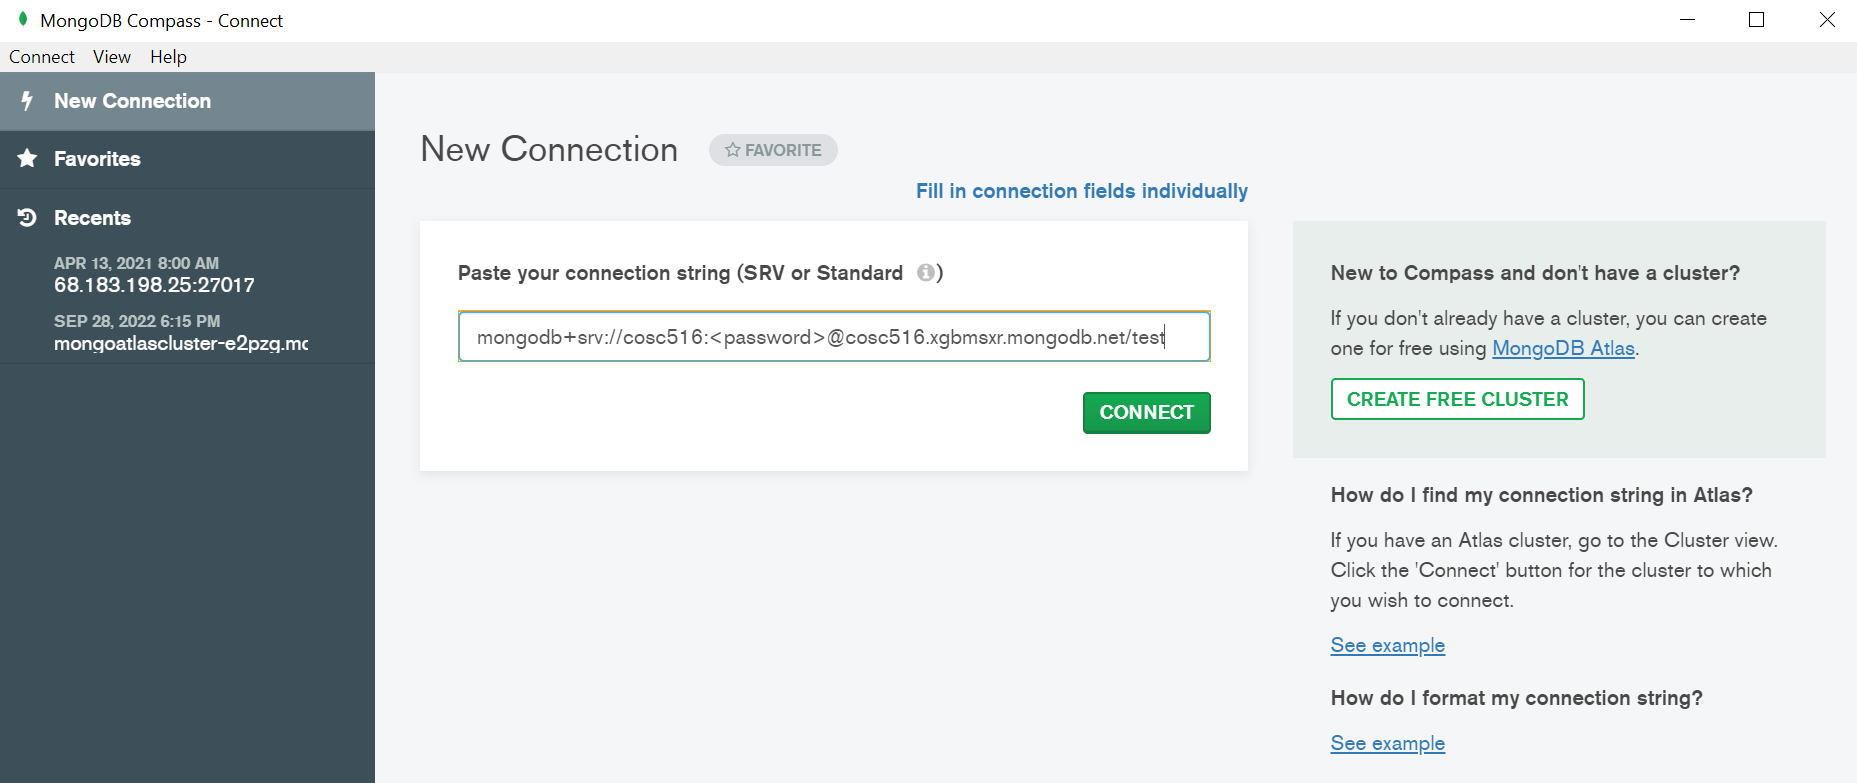 MongoDB Compass - Connect
Connect View Help
New Connection
Favorites
Recents
APR 13, 2021 8:00 AM
68.183.198.25:27017
SEP 28, 2022 6:15 PM
mongoatlascluster-e2pzq.mc
New Connection
FAVORITE
Fill in connection fields individually
Paste your connection string (SRV or Standard i)
mongodb+srv://cosc516:<password>@cosc516.xgbmsxr.mongodb.net/test
CONNECT
New to Compass and don't have a cluster?
If you don't already have a cluster, you can create
one for free using MongoDB Atlas.
CREATE FREE CLUSTER
How do I find my connection string in Atlas?
If you have an Atlas cluster, go to the Cluster view.
Click the 'Connect' button for the cluster to which
you wish to connect.
See example
How do I format my connection string?
See example